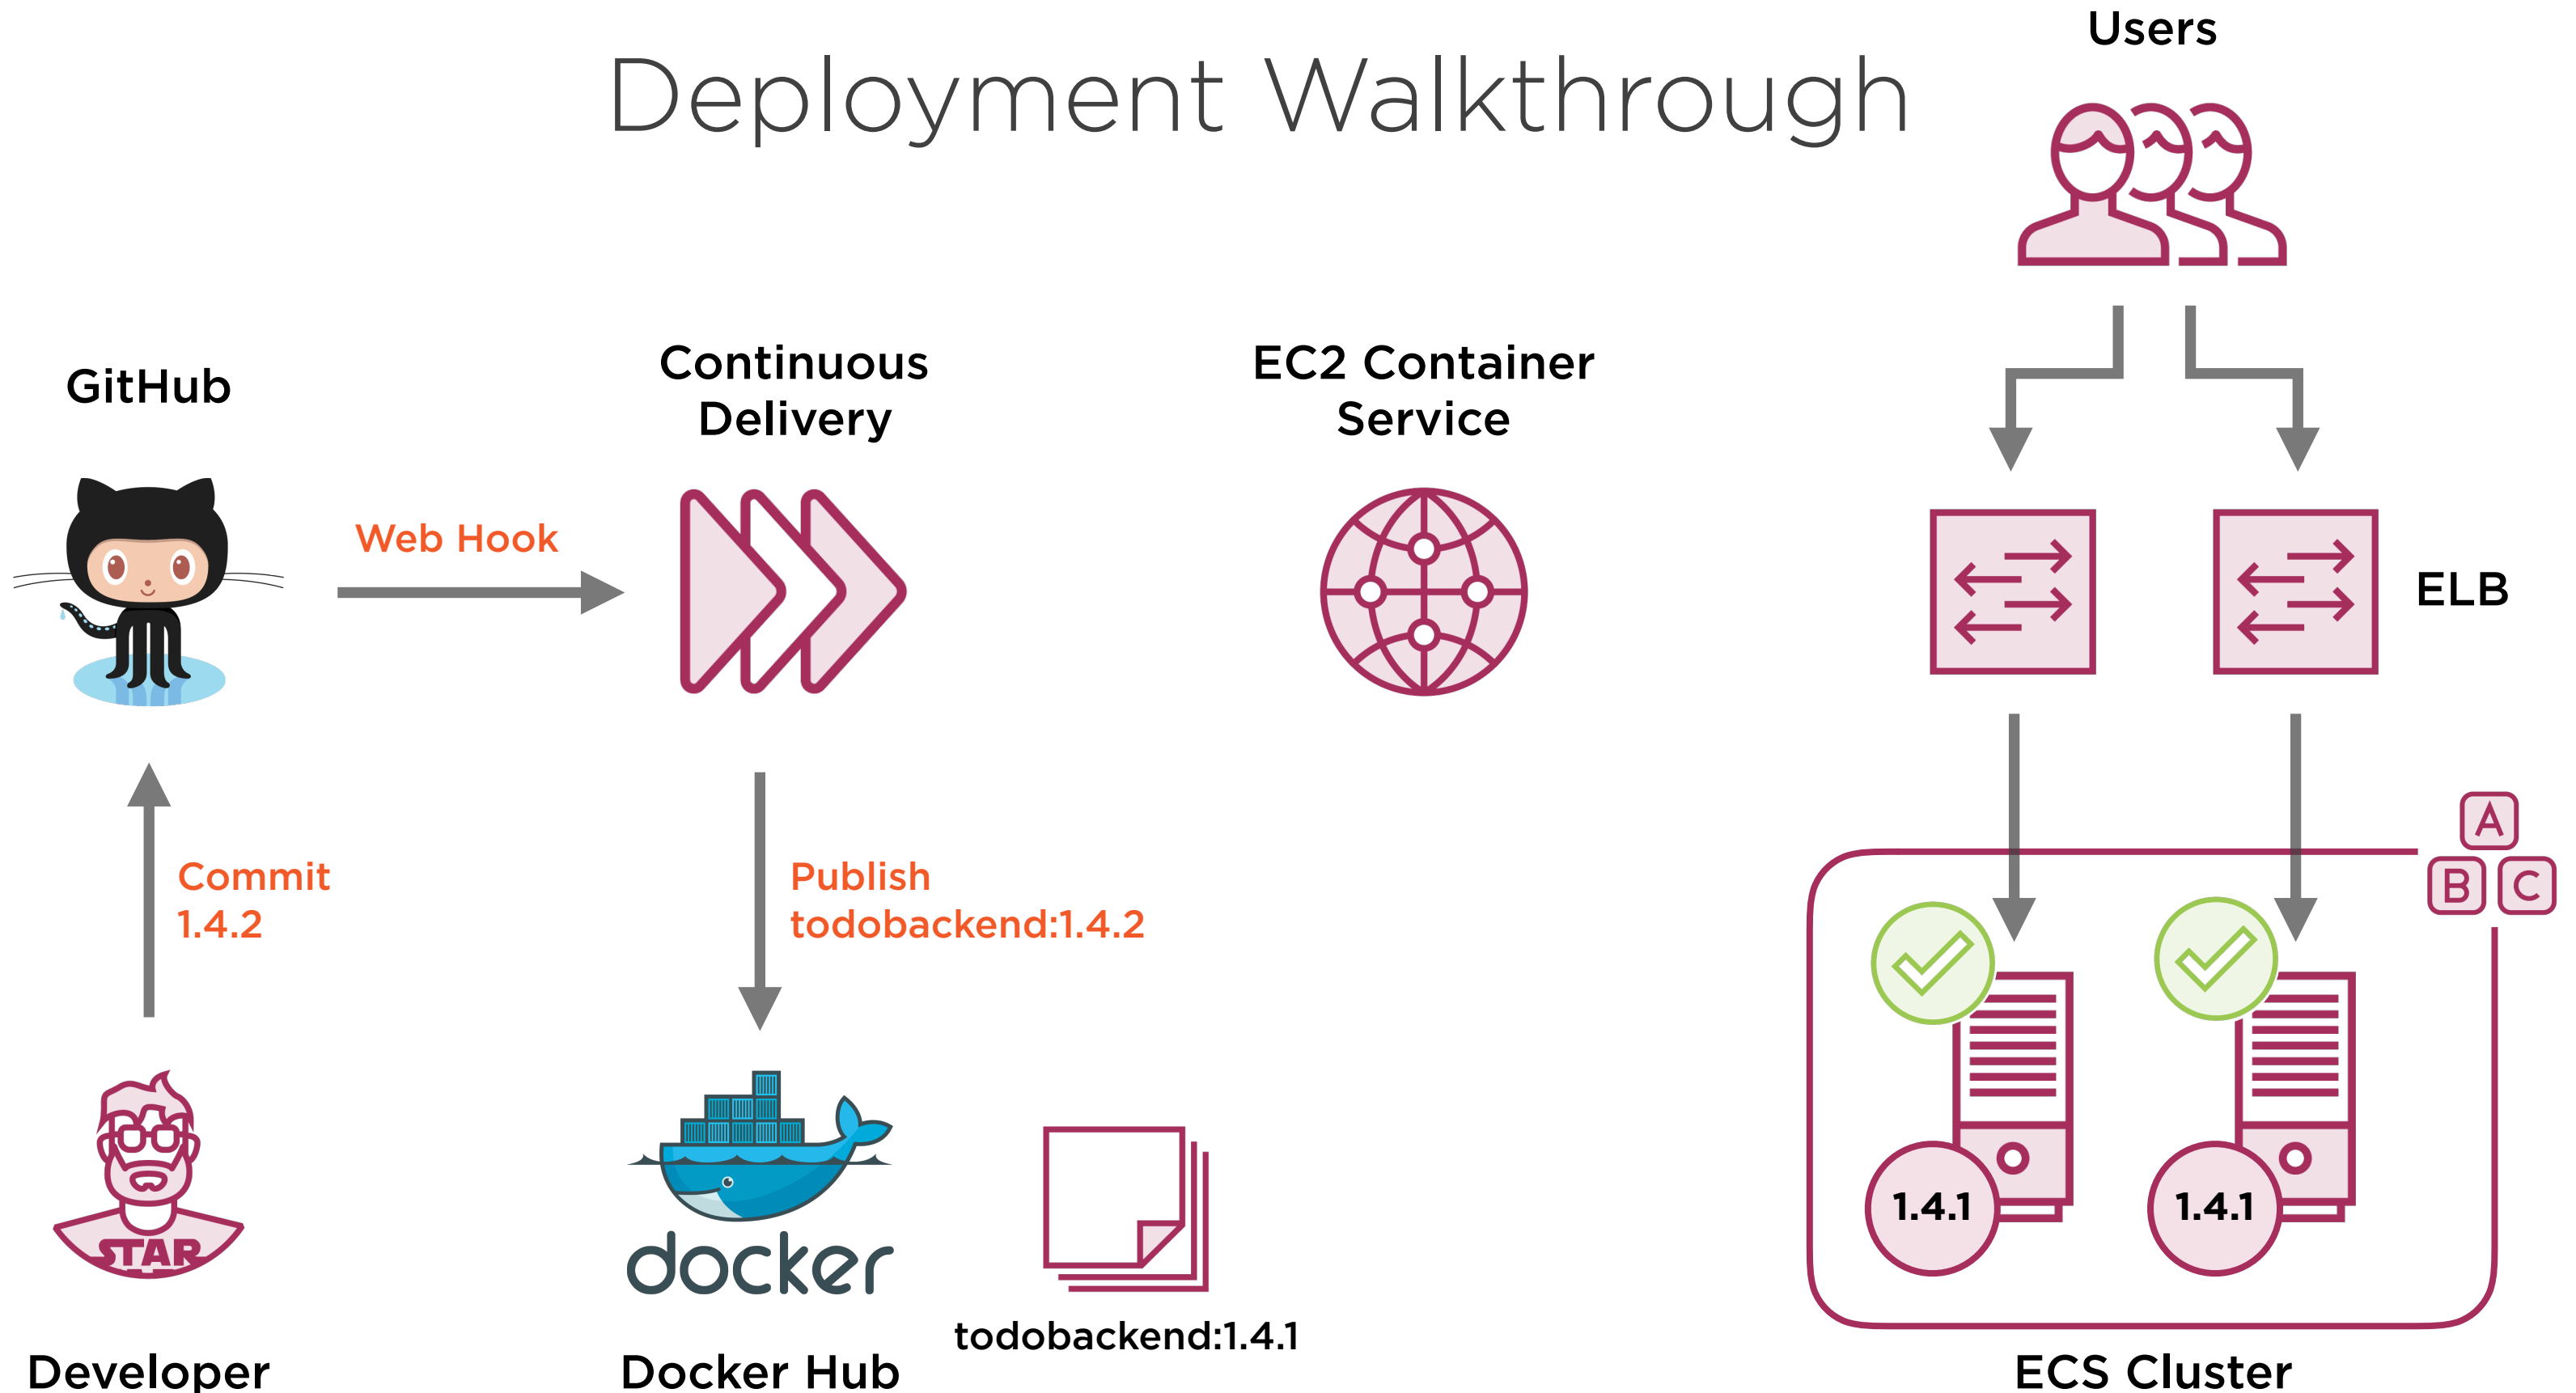 Deployment Walkthrough
Users
GitHub
Continuous
Delivery
EC2 Container
Service
Web Hook
ELB
Commit
1.4.2
Publish
todobackend:1.4.2
A
B
C
STAR
docker
todobackend:1.4.1
1.4.1
1.4.1
Developer
Docker Hub
ECS Cluster